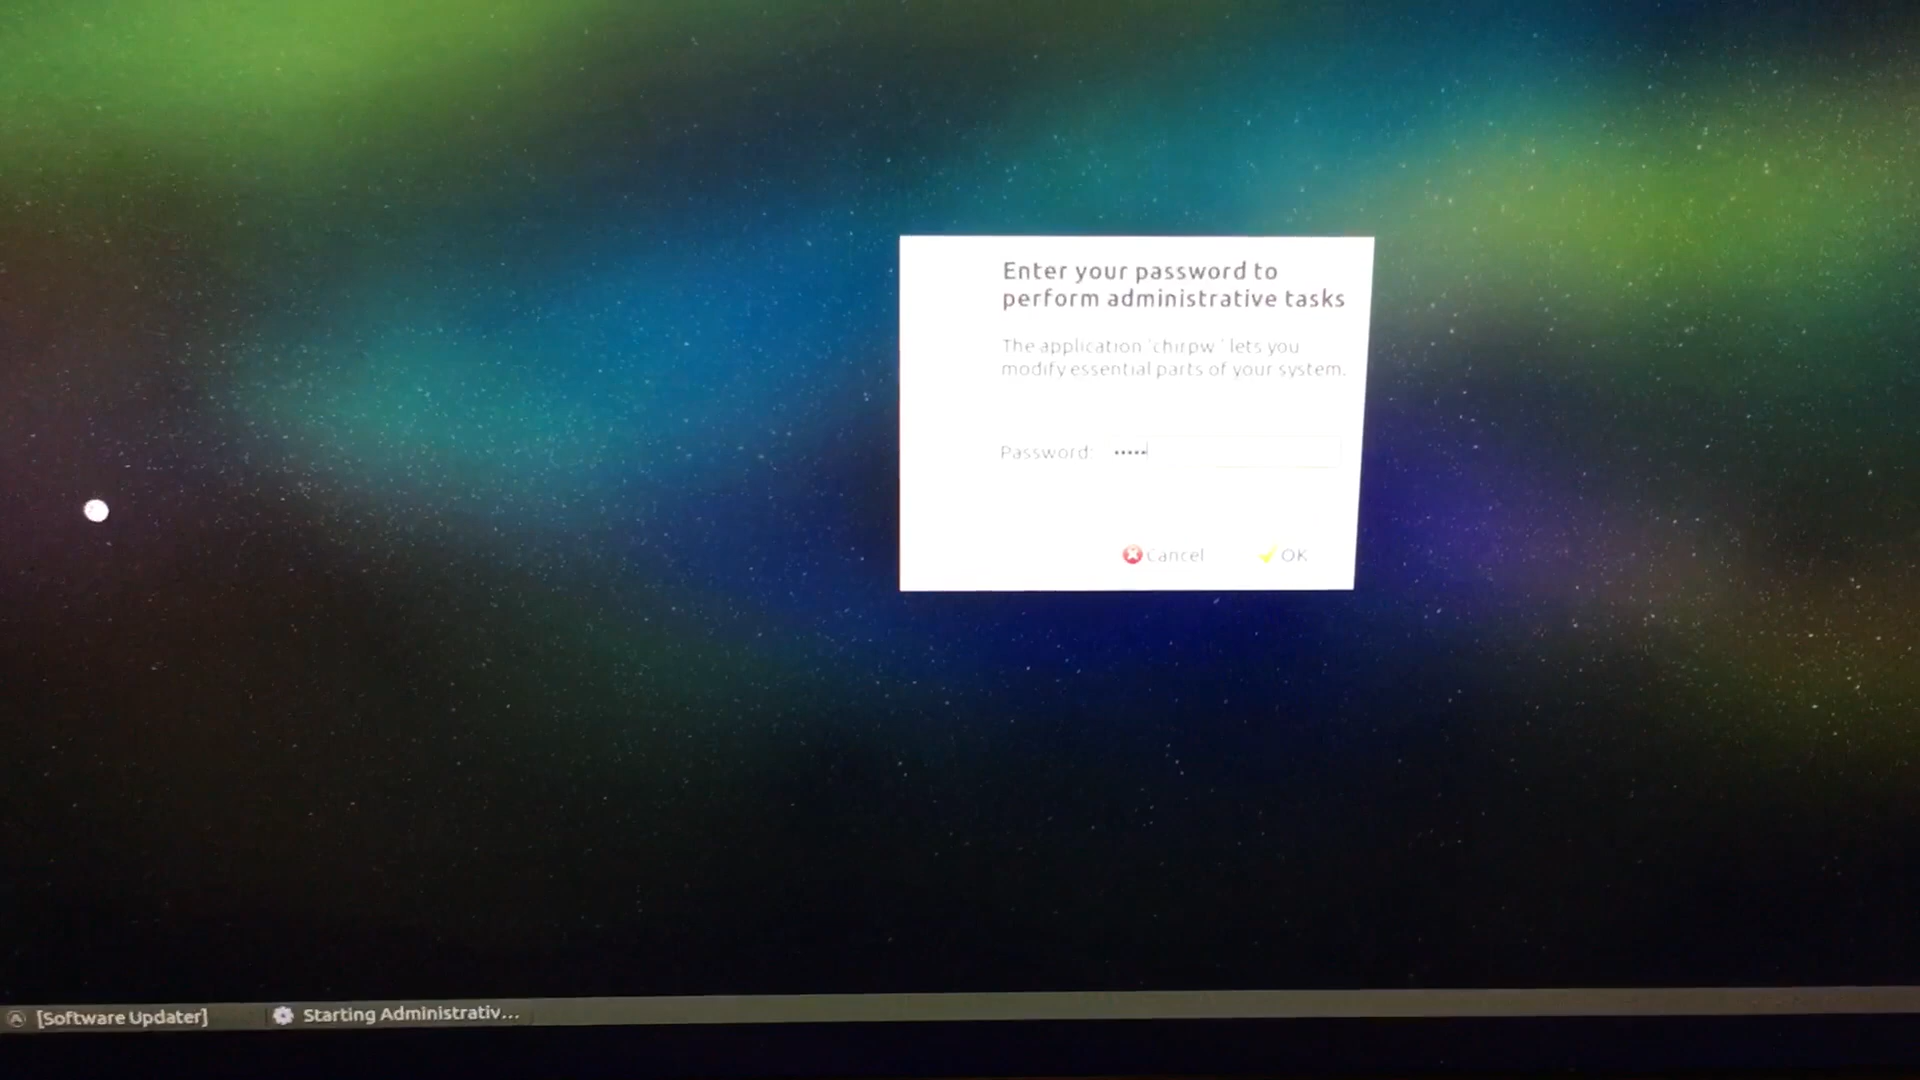 Enter your password to
perform administrative tasks
The application 'chirpw ' lets you
modify essential parts of your system.
Password: •••••
Cancel
OK
[Software Updater]
Starting Administrativ...